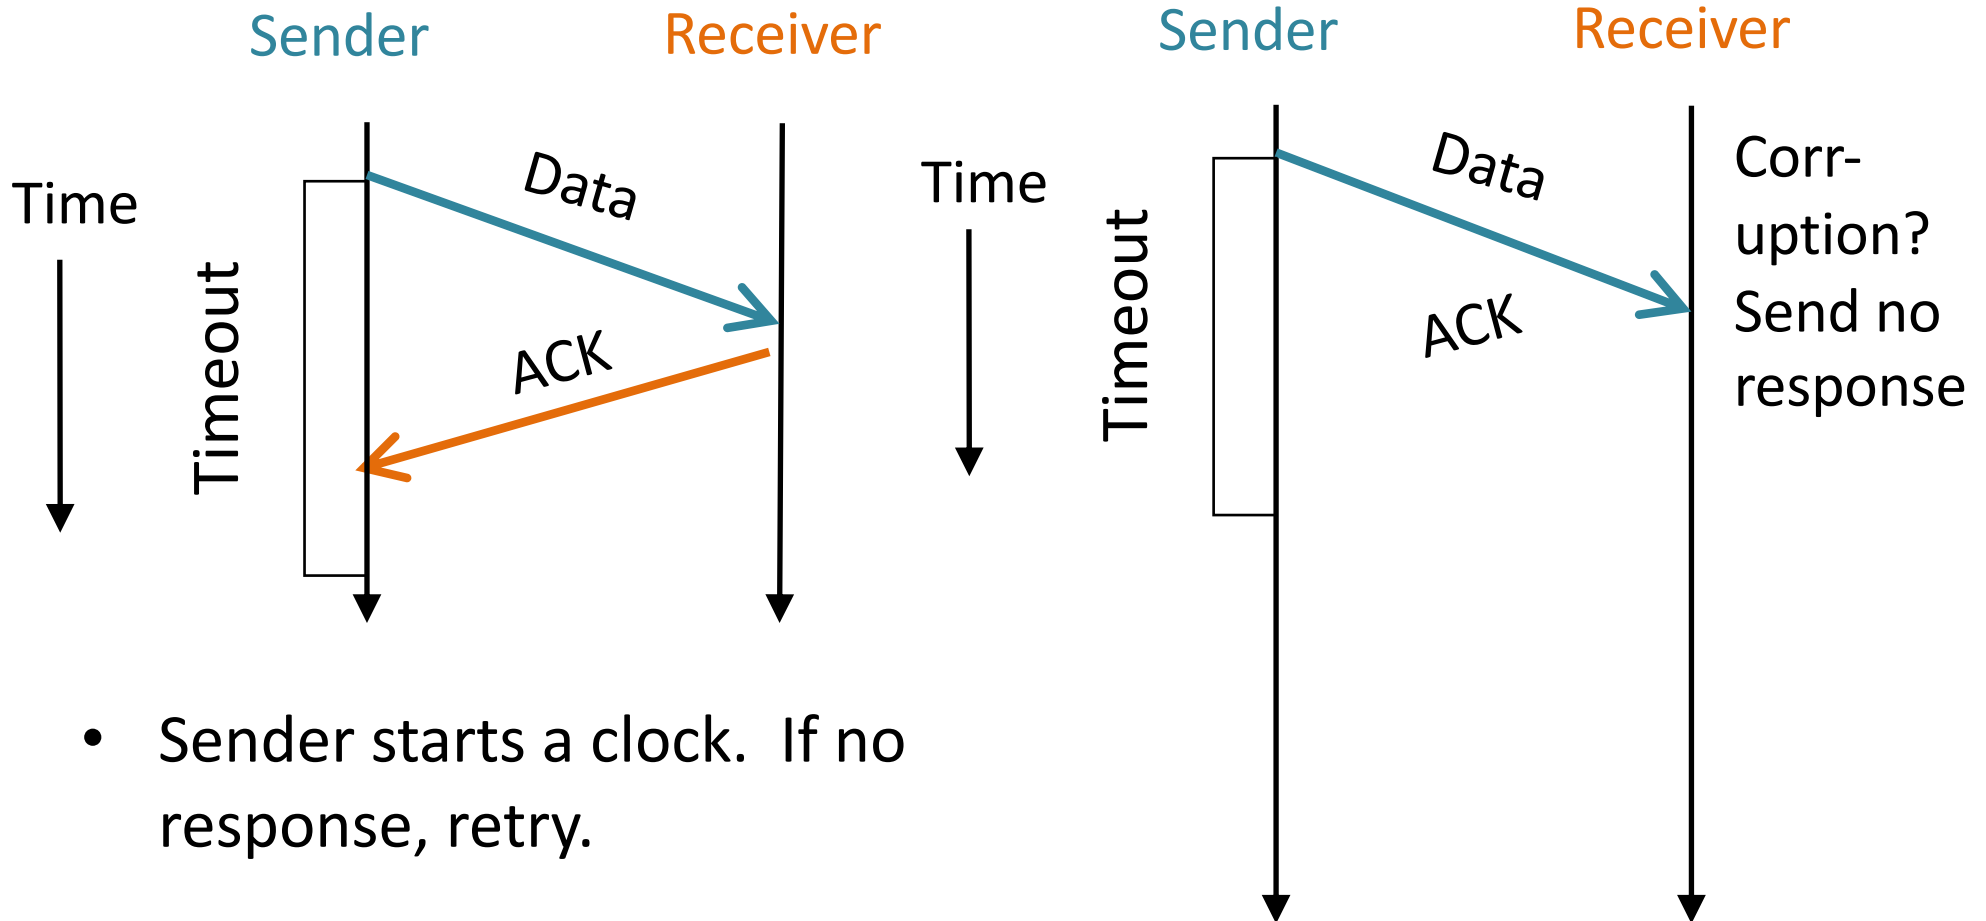 Sender
Receiver
Time
Timeout
Data
ACK
• Sender starts a clock.  If no
response, retry.
Sender
Receiver
Time
Timeout
Data
ACK
Corr-
uption?
Send no
response